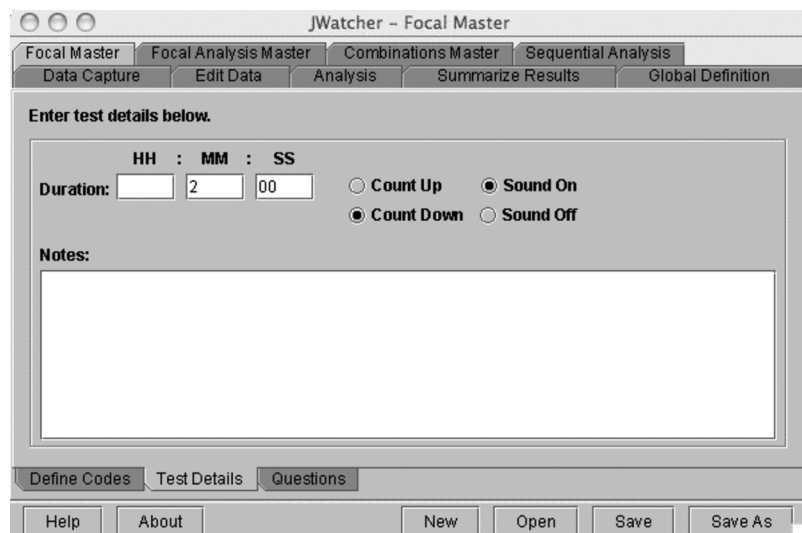 JWatcher – Focal Master
Focal Master Focal Analysis Master Combinations Master Sequential Analysis
Data Capture Edit Data Analysis Summarize Results Global Definition
Enter test details below.
HH : MM : SS
Duration: 2 00 Count Up Sound On
Count Down Sound Off
Notes:
Define Codes Test Details Questions
Help About New Open Save Save As